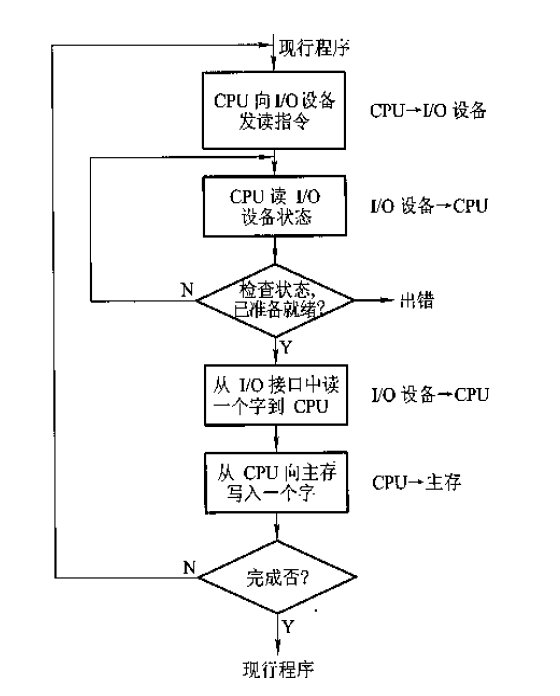 现行程序
CPU 向 I/O 设备
发读指令
CPU→I/O 设备
CPU 读 I/O
设备状态
I/O 设备→CPU
检查状态,
已准备就绪?
N
出错
Y
从 I/O 接口中读
一个字到 CPU
I/O 设备→CPU
从 CPU 向主存
写入一个字
CPU→主存
完成否?
N
Y
现行程序